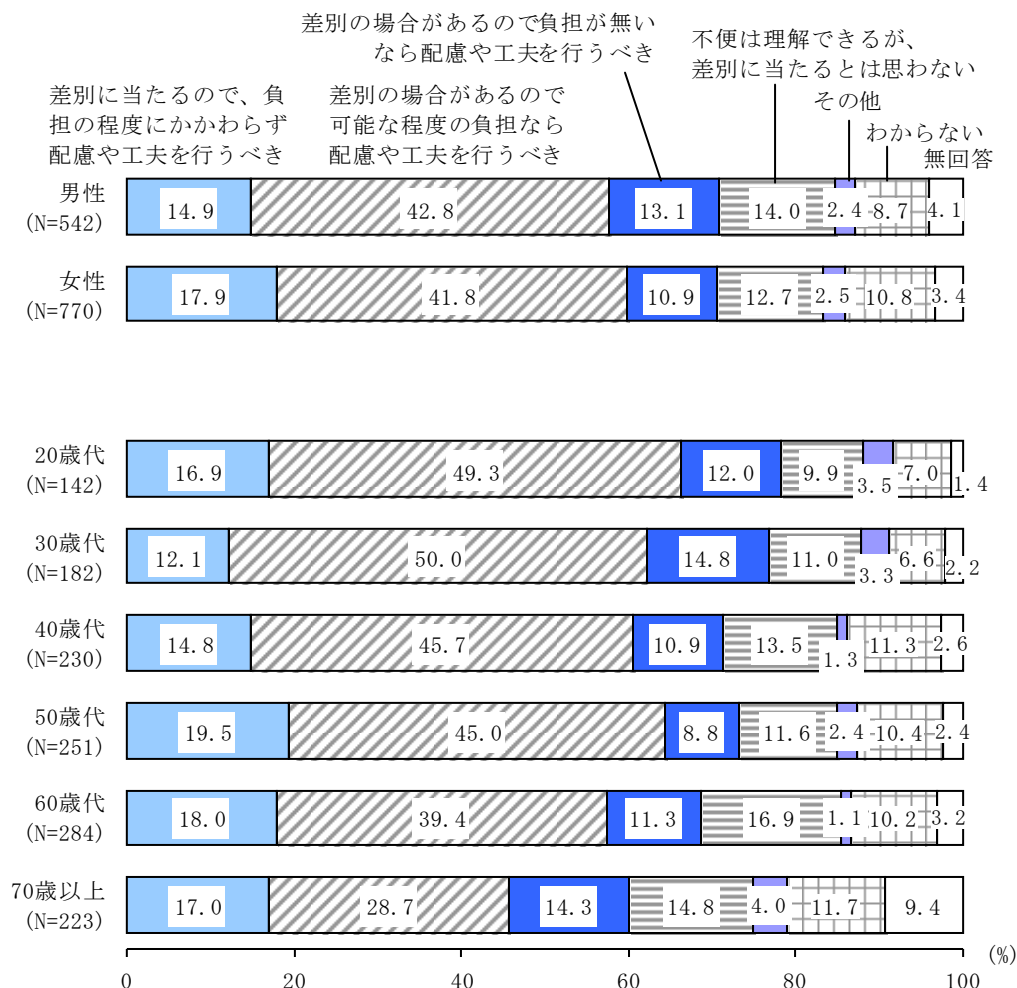 差別の場合があるので負担が無い
なら配慮や工夫を行うべき
不便は理解できるが、
差別に当たるとは思わない
差別に当たるので、負
担の程度にかかわらず
配慮や工夫を行うべき
差別の場合があるので
可能な程度の負担なら
配慮や工夫を行うべき
その他
わからない
無回答
男性
(N=542)
14.9 42.8 13.1 14.0 2.4 8.7 4.1
女性
(N=770)
17.9 41.8 10.9 12.7 2.5 10.8 3.4
20歳代
(N=142)
16.9 49.3 12.0 9.9 3.5 7.0 1.4
30歳代
(N=182)
12.1 50.0 14.8 11.0 3.3 6.6 2.2
40歳代
(N=230)
14.8 45.7 10.9 13.5 1.3 11.3 2.6
50歳代
(N=251)
19.5 45.0 8.8 11.6 2.4 10.4 2.4
60歳代
(N=284)
18.0 39.4 11.3 16.9 1.1 10.2 3.2
70歳以上
(N=223)
17.0 28.7 14.3 14.8 4.0 11.7 9.4
(%)
0 20 40 60 80 100